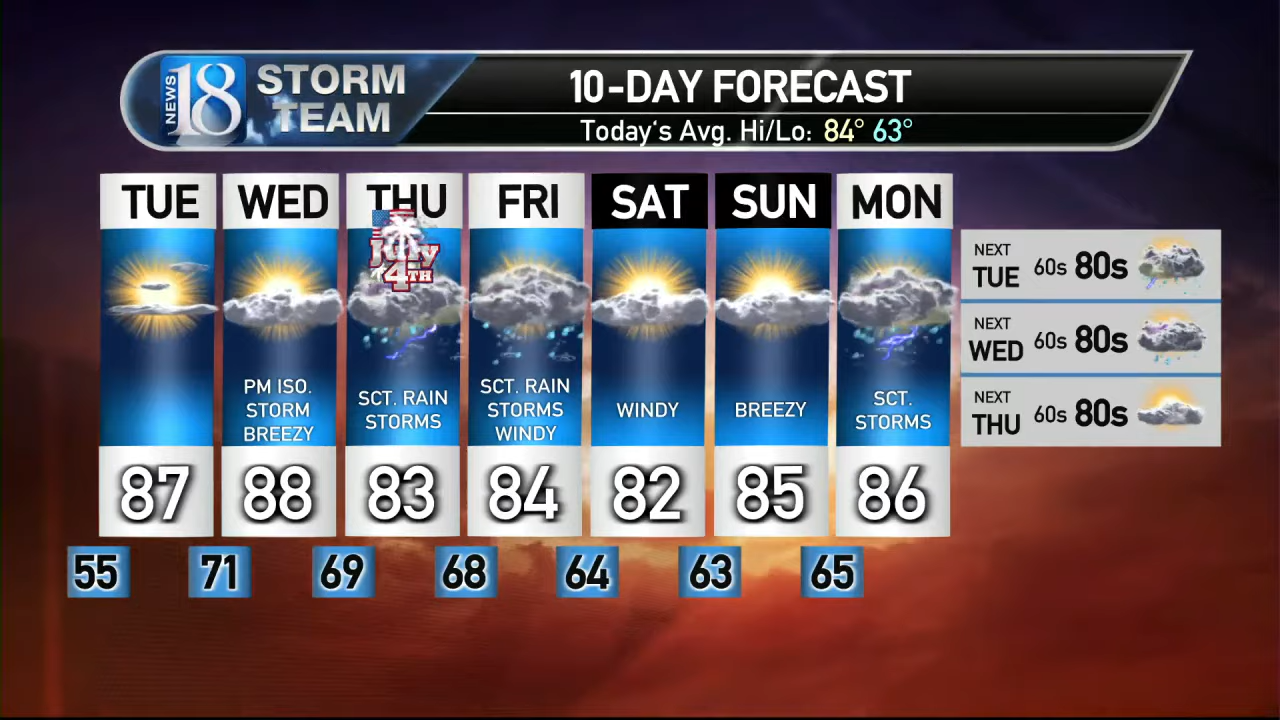 NEWS 18 STORM TEAM
10-DAY FORECAST
Today's Avg. Hi/Lo: 84° 63°
TUE
87
55
WED
PM ISO.
STORM
BREEZY
88
71
THU
July
4TH
SCT. RAIN
STORMS
83
69
FRI
SCT. RAIN
STORMS
WINDY
84
68
SAT
WINDY
82
64
SUN
BREEZY
85
63
MON
SCT.
STORMS
86
65
NEXT
TUE 60s 80s
NEXT
WED 60s 80s
NEXT
THU 60s 80s